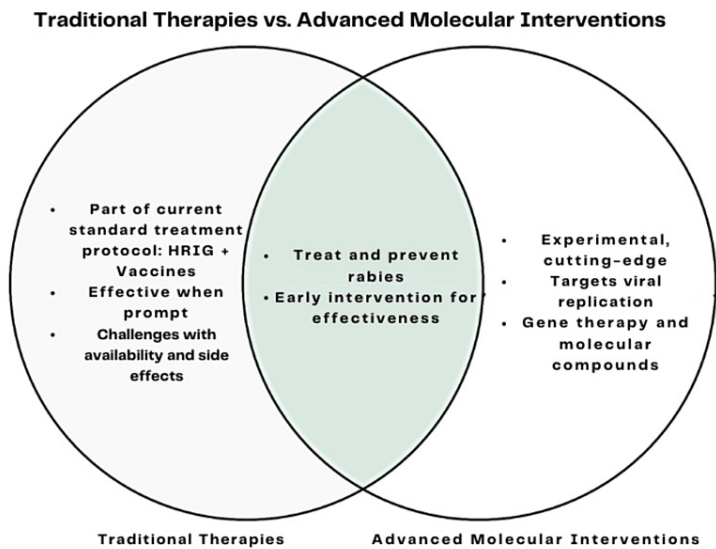 Traditional Therapies vs. Advanced Molecular Interventions
• Part of current
standard treatment
protocol: HRIG +
Vaccines
• Effective when
prompt
• Challenges with
availability and side
effects
• Treat and prevent
rabies
• Early intervention for
effectiveness
• Experimental,
cutting-edge
• Targets viral
replication
• Gene therapy and
molecular
compounds
Traditional Therapies
Advanced Molecular Interventions